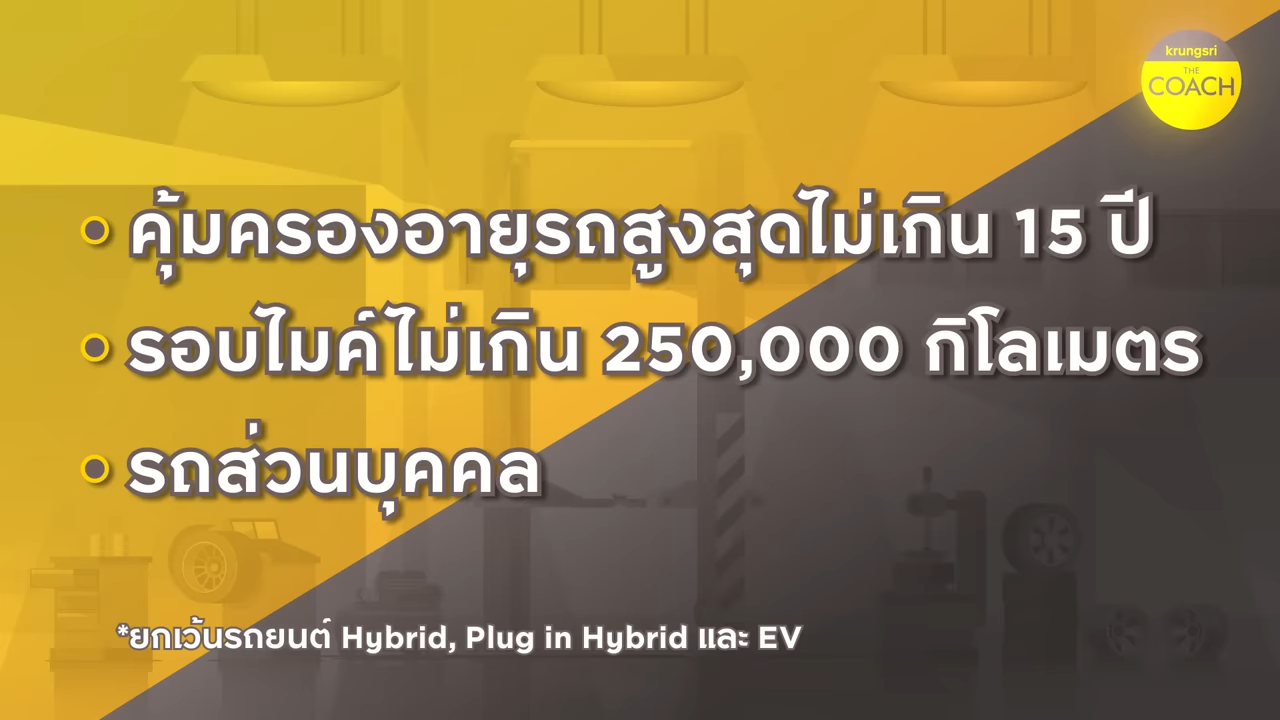 krungsri
THE
COACH
คุ้มครองอายุรถสูงสุดไม่เกิน 15 ปี
รอบไมค์ไม่เกิน 250,000 กิโลเมตร
รถส่วนบุคคล
*ยกเว้นรถยนต์ Hybrid, Plug in Hybrid และ EV